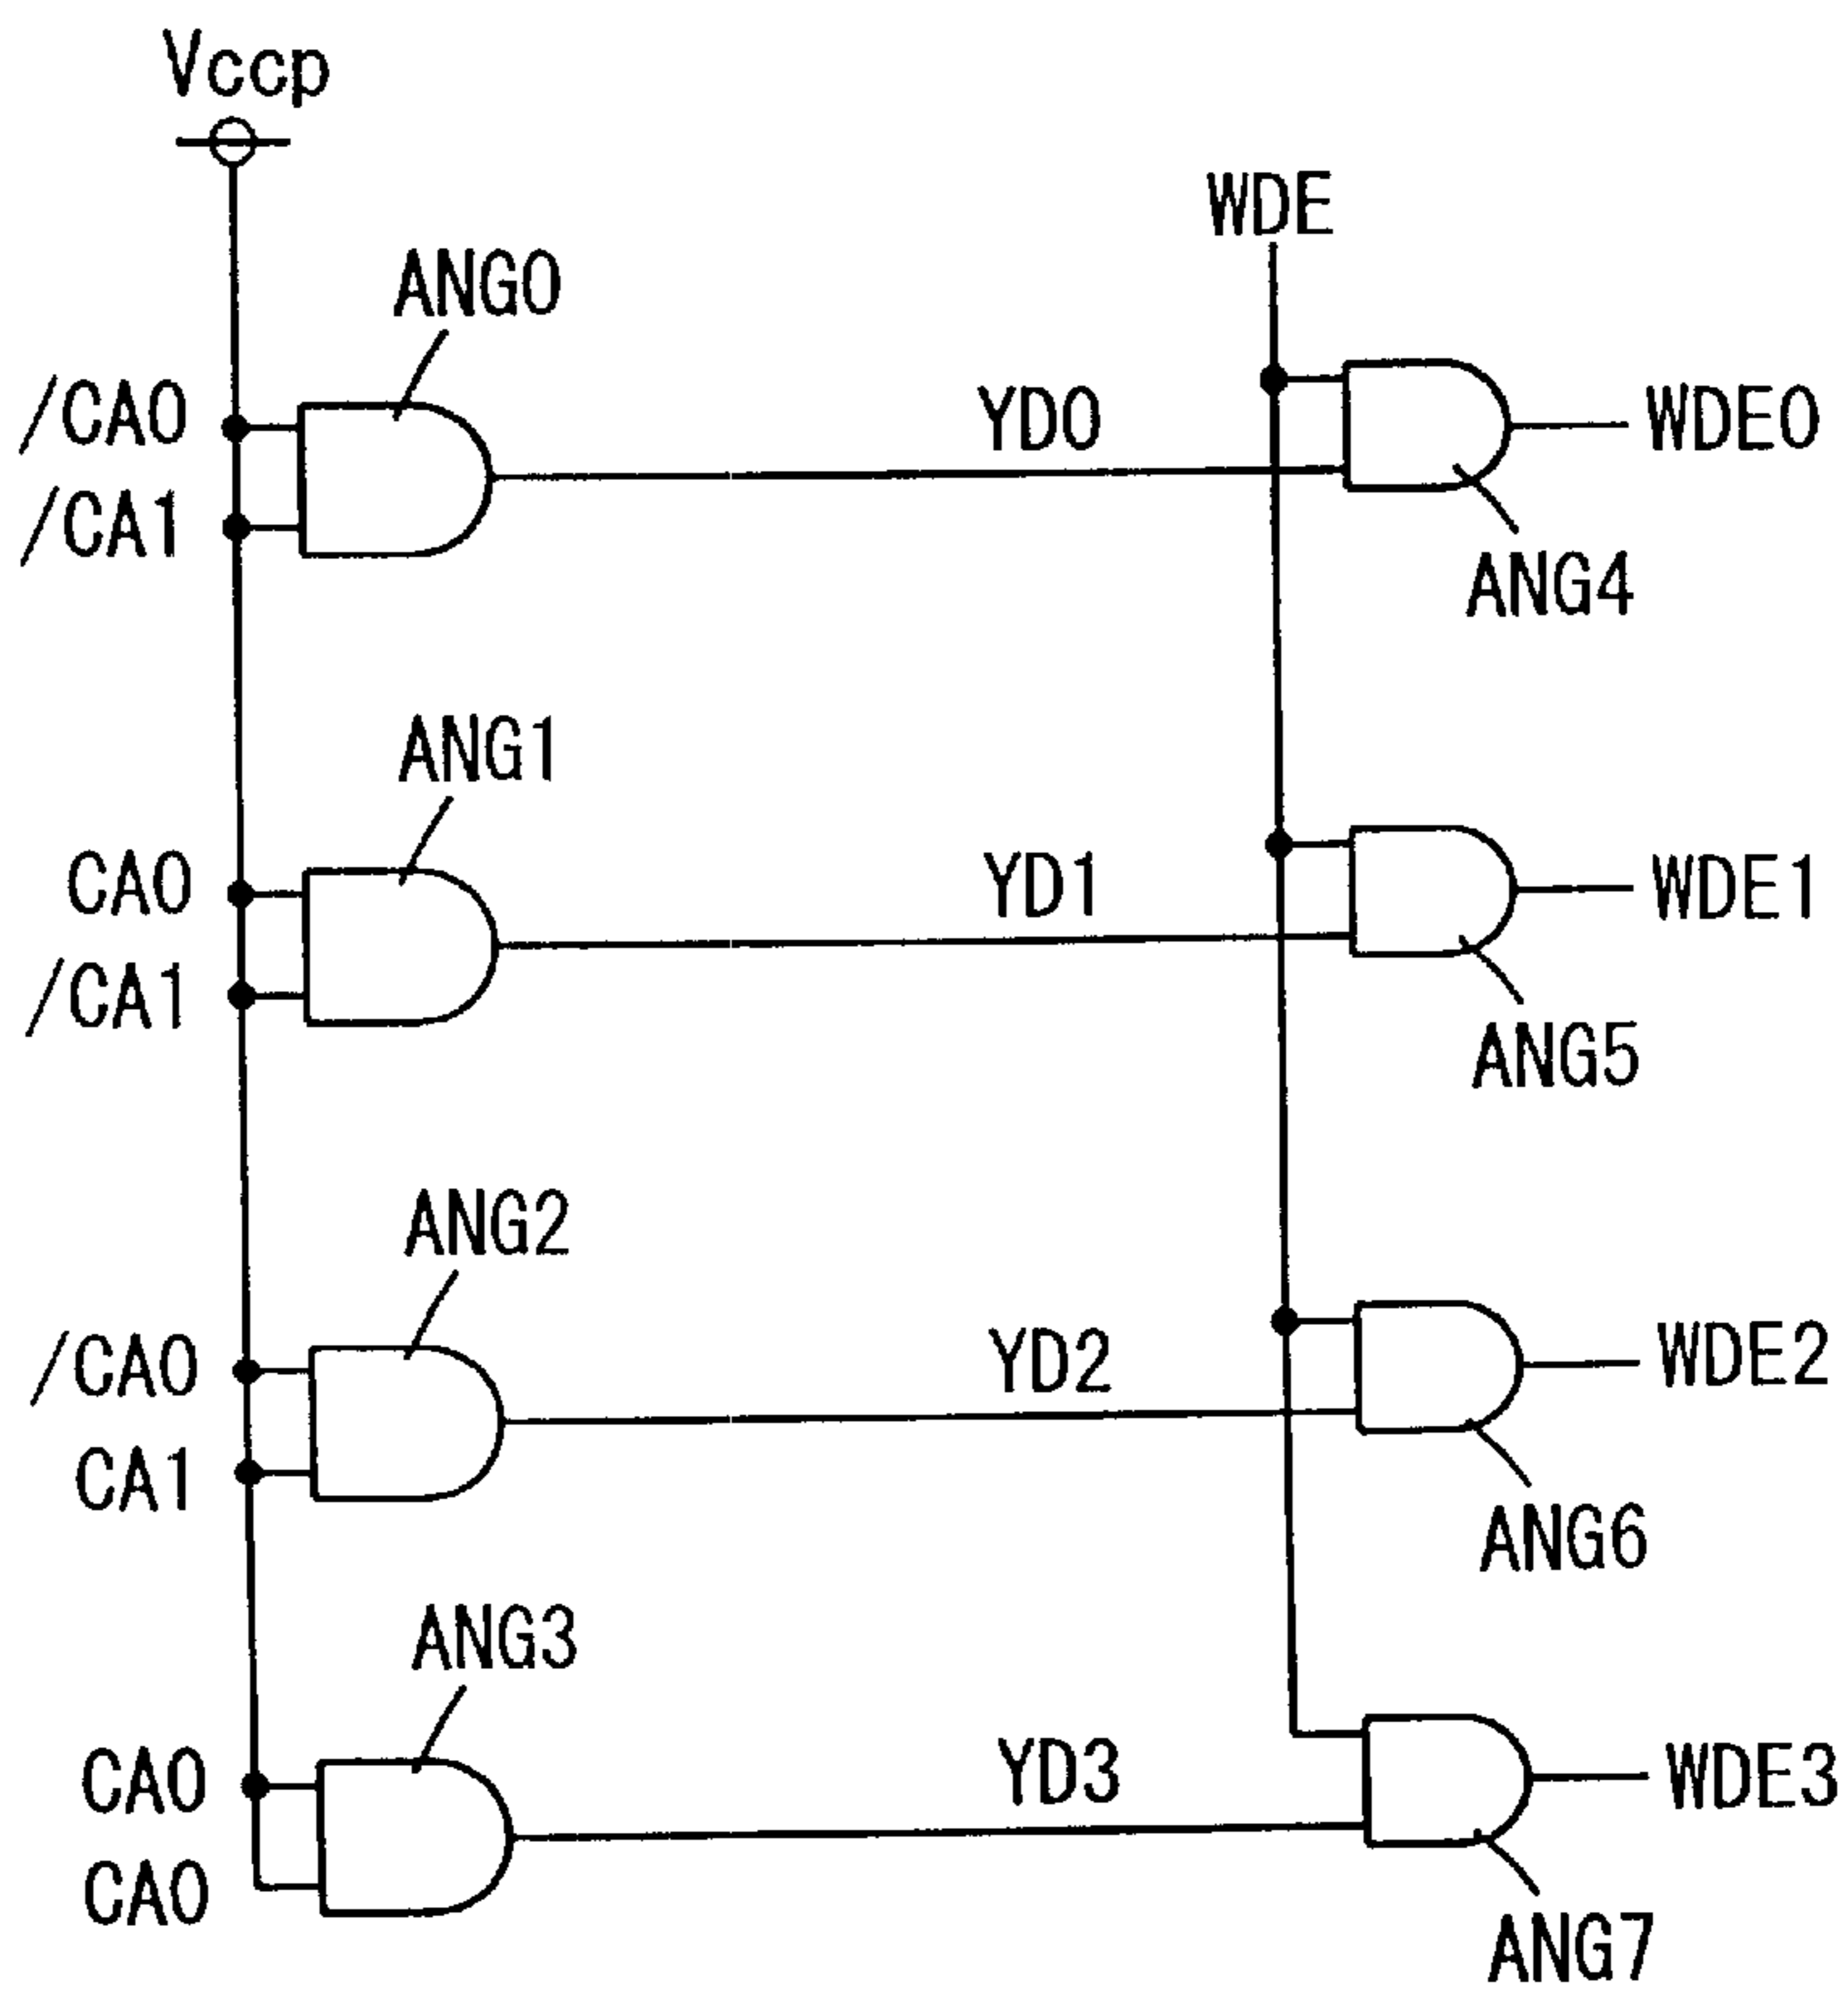 Vccp
WDE
ANG0
/CA0
YD0
WDE0
/CA1
ANG4
ANG1
CA0
YD1
WDE1
/CA1
ANG5
ANG2
/CA0
YD2
WDE2
CA1
ANG6
ANG3
CA0
YD3
WDE3
CA0
ANG7